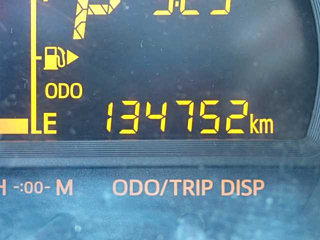 P
ODO
134752km
E
H -:00- M ODO/TRIP DISP